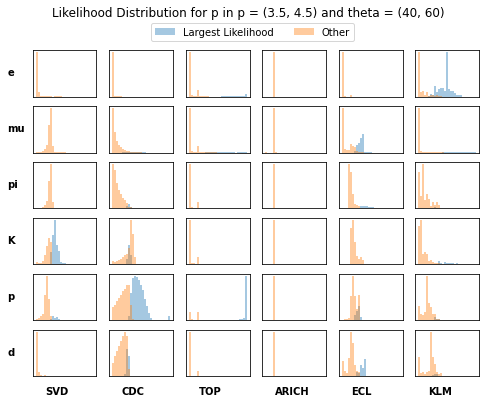 Likelihood Distribution for p in p = (3.5, 4.5) and theta = (40, 60)
Largest Likelihood Other
e
mu
pi
K
p
d
SVD CDC TOP ARICH ECL KLM